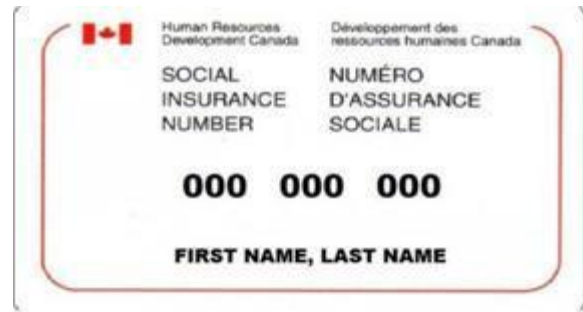 Human Resources
Development Canada
Développement des
ressources humaines Canada
SOCIAL
INSURANCE
NUMBER
NUMÉRO
D'ASSURANCE
SOCIALE
000 000 000
FIRST NAME, LAST NAME